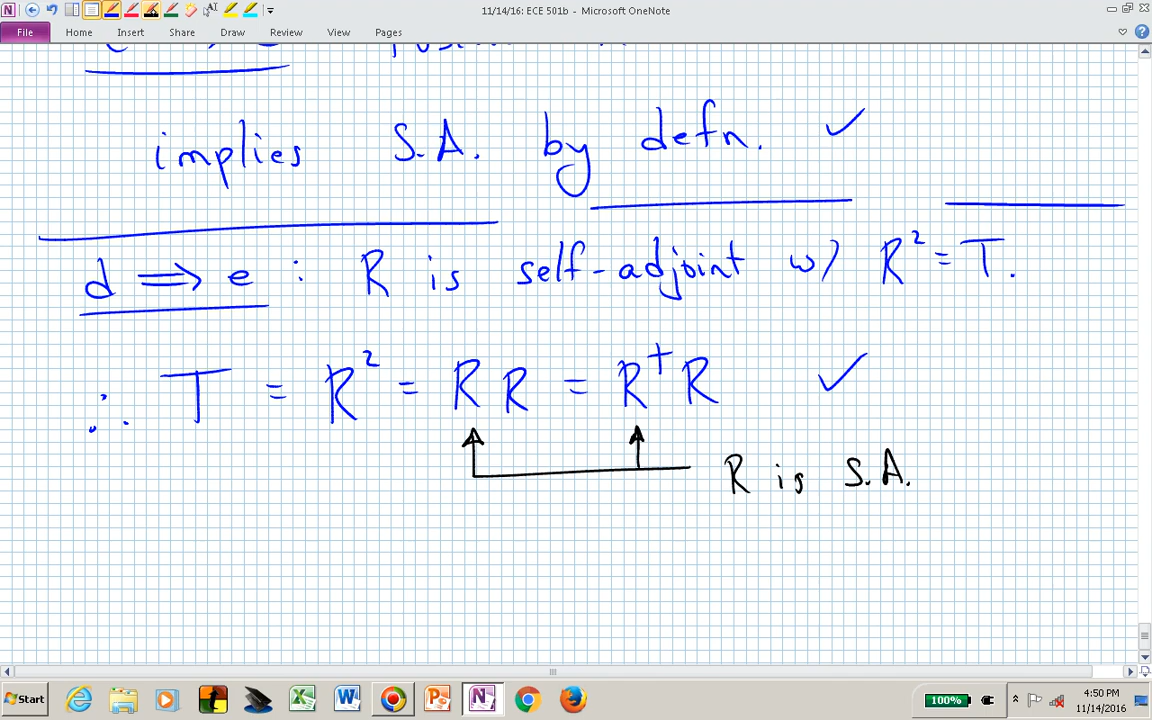 11/14/16: ECE 501b - Microsoft OneNote
File Home Insert Share Draw Review View Pages
implies S.A. by defn. ✓
d ⟹ e : R is self-adjoint w/ R² = T.
∴ T = R² = R R = R† R ✓
R is S.A.
Start 100% 4:50 PM
11/14/2016